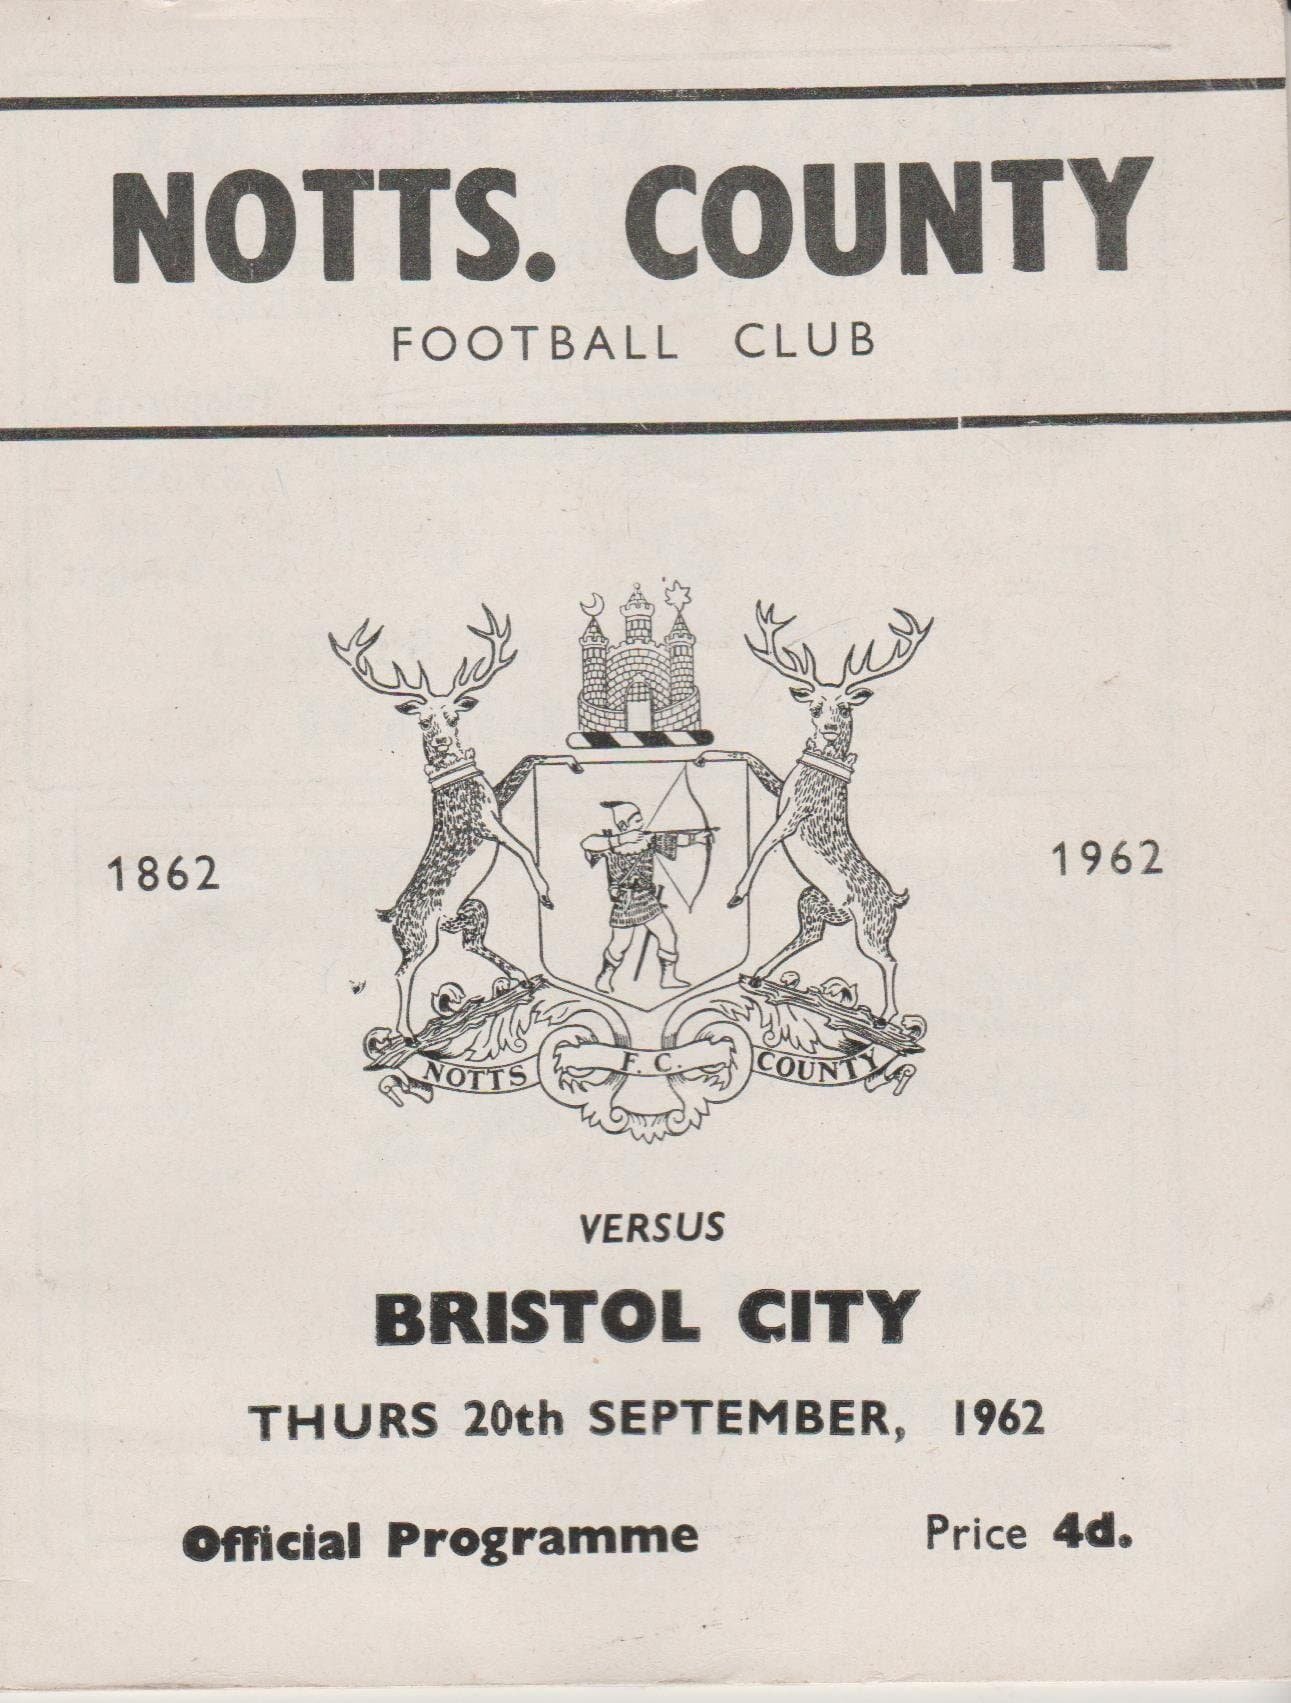 NOTTS. COUNTY
FOOTBALL CLUB
1862
1962
NOTTS F. C. COUNTY
VERSUS
BRISTOL CITY
THURS 20th SEPTEMBER, 1962
Official Programme Price 4d.